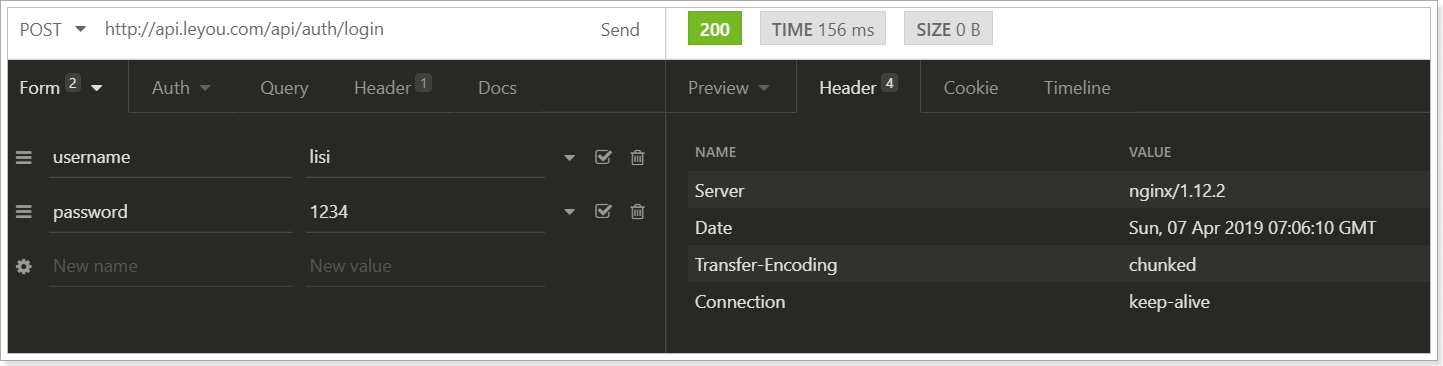 POST http://api.leyou.com/api/auth/login Send 200 TIME 156 ms SIZE 0 B
Form 2 Auth Query Header 1 Docs Preview Header 4 Cookie Timeline
NAME VALUE
username lisi
Server nginx/1.12.2
password 1234
Date Sun, 07 Apr 2019 07:06:10 GMT
New name New value
Transfer-Encoding chunked
Connection keep-alive